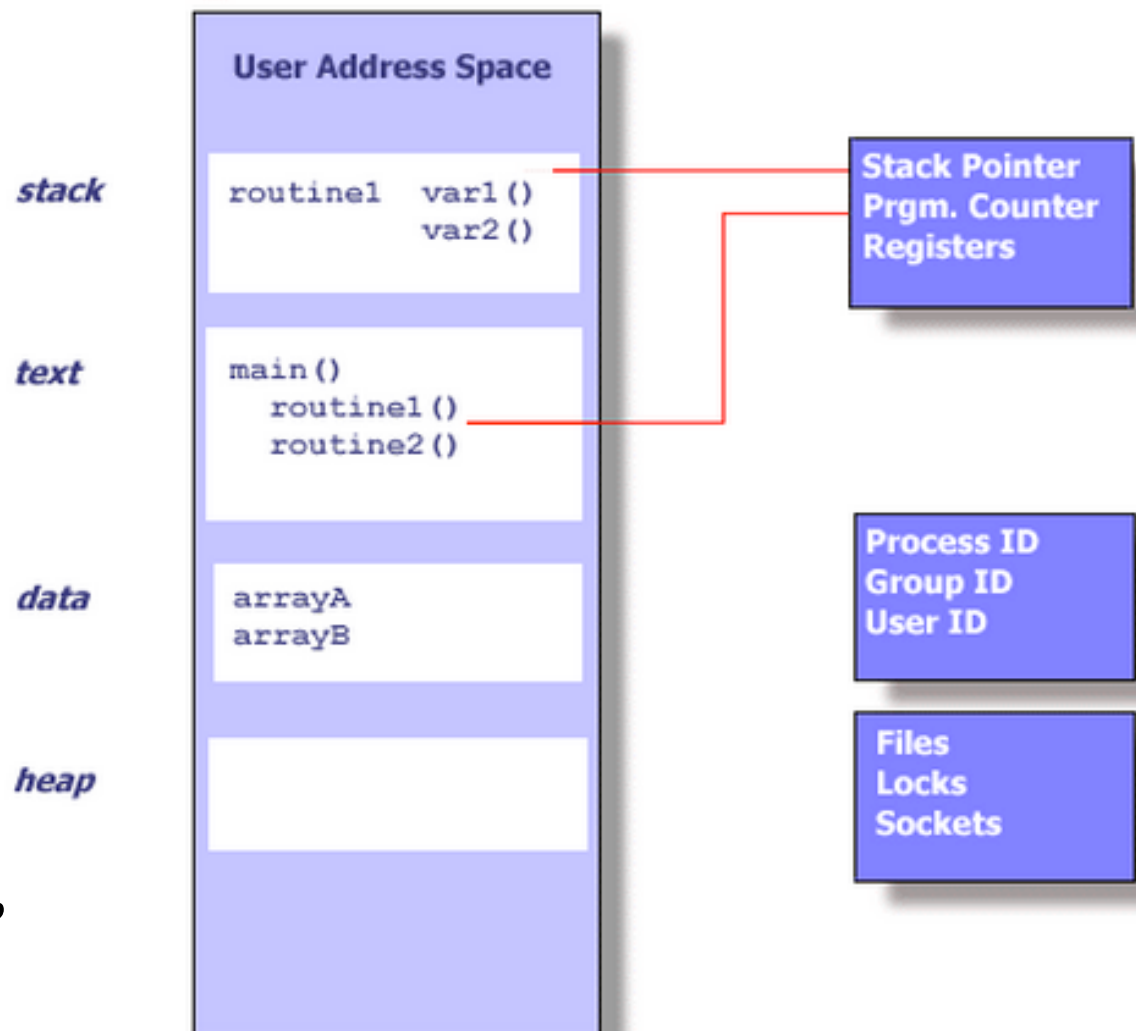 User Address Space
stack
routine1 var1()
var2()
text
main()
routine1()
routine2()
data
arrayA
arrayB
heap
Stack Pointer
Prgm. Counter
Registers
Process ID
Group ID
User ID
Files
Locks
Sockets